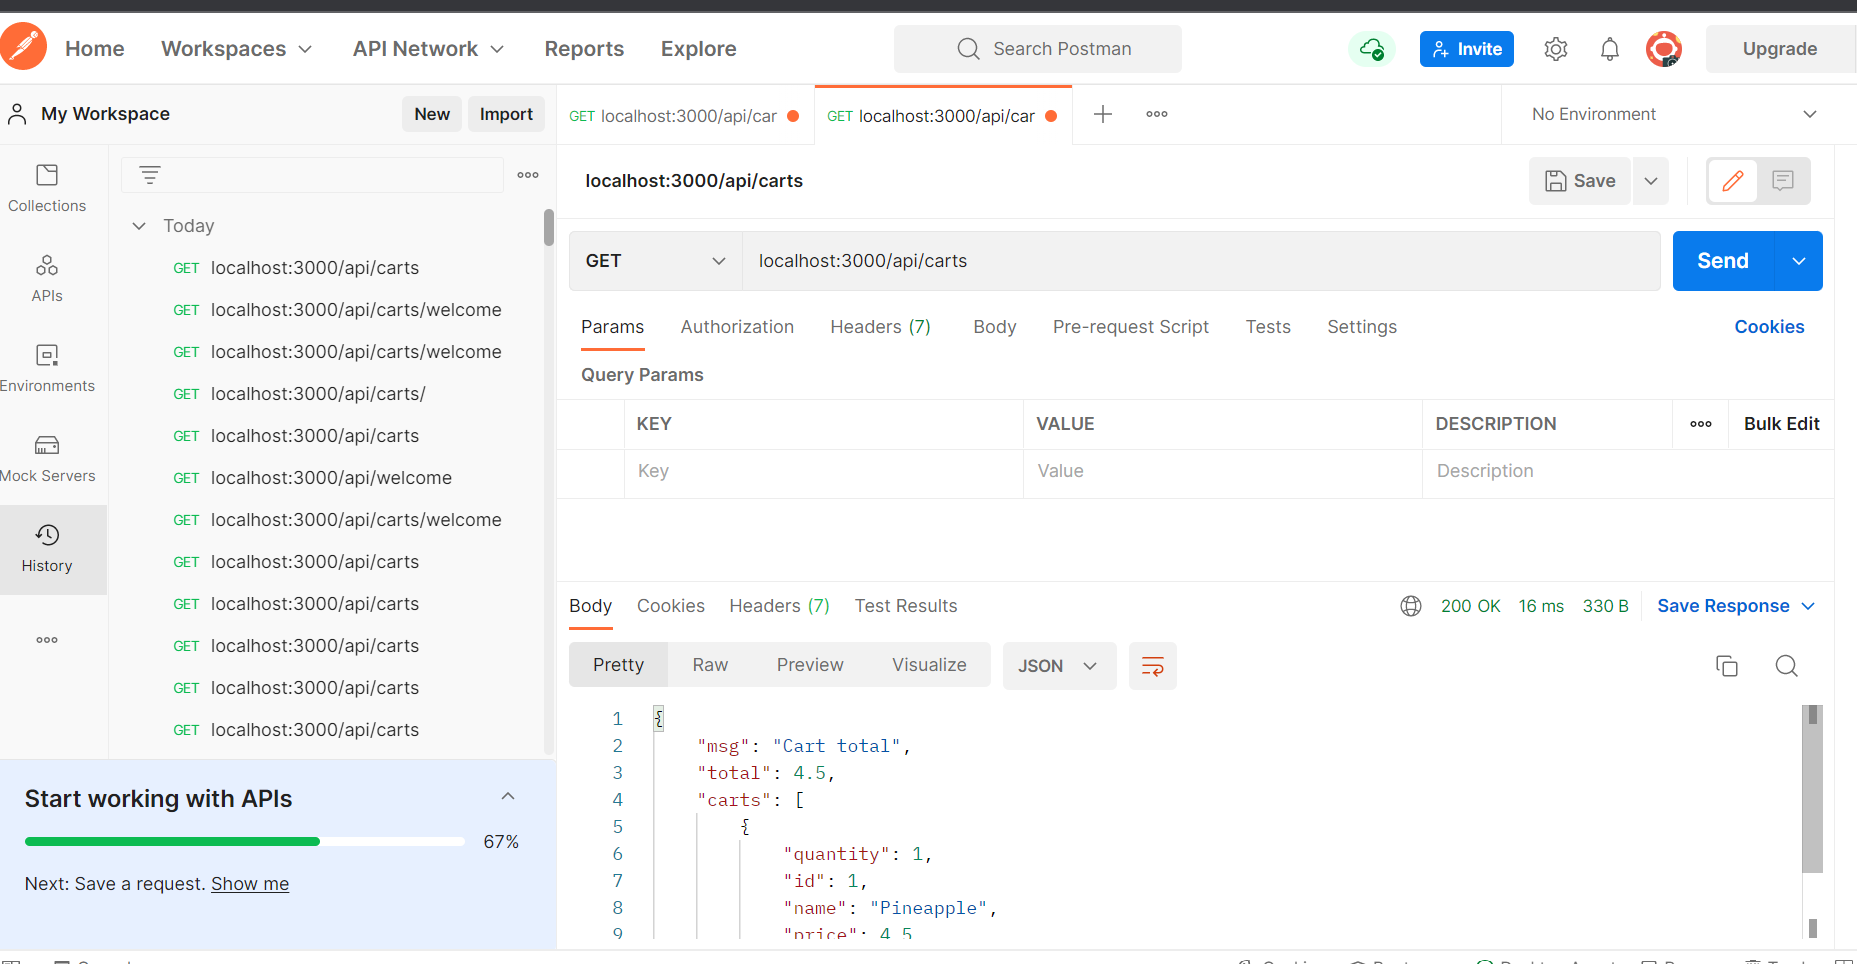 Home Workspaces API Network Reports Explore Search Postman Invite Upgrade
My Workspace New Import
GET localhost:3000/api/car GET localhost:3000/api/car No Environment
Collections
APIs
Environments
Mock Servers
History
Today
GET localhost:3000/api/carts
GET localhost:3000/api/carts/welcome
GET localhost:3000/api/carts/welcome
GET localhost:3000/api/carts/
GET localhost:3000/api/carts
GET localhost:3000/api/welcome
GET localhost:3000/api/carts/welcome
GET localhost:3000/api/carts
GET localhost:3000/api/carts
GET localhost:3000/api/carts
GET localhost:3000/api/carts
GET localhost:3000/api/carts
Start working with APIs
67%
Next: Save a request. Show me
localhost:3000/api/carts Save
GET localhost:3000/api/carts Send
Params Authorization Headers (7) Body Pre-request Script Tests Settings Cookies
Query Params
KEY VALUE DESCRIPTION Bulk Edit
Key Value Description
Body Cookies Headers (7) Test Results 200 OK 16 ms 330 B Save Response
Pretty Raw Preview Visualize JSON
1 {
2 "msg": "Cart total",
3 "total": 4.5,
4 "carts": [
5 {
6 "quantity": 1,
7 "id": 1,
8 "name": "Pineapple",
9 "price": 4.5